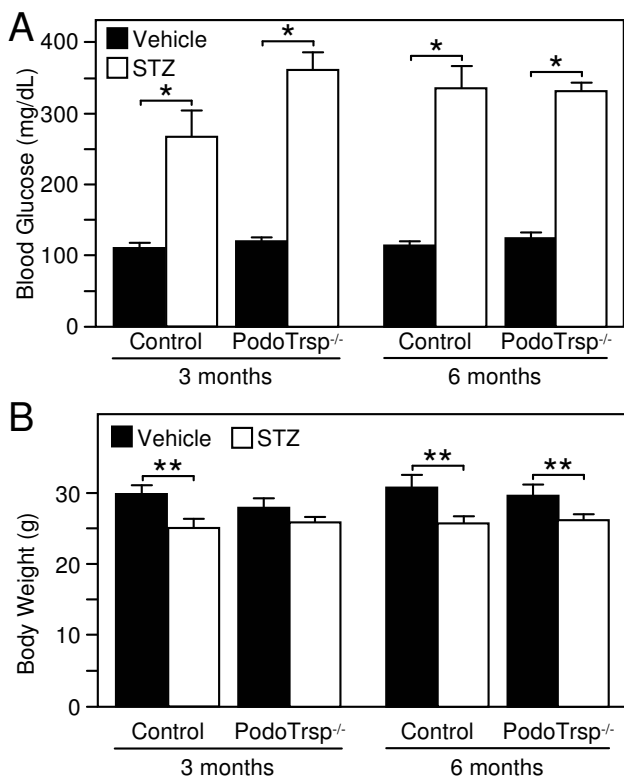 A
Blood Glucose (mg/dL)
400
300
200
100
0
Vehicle
STZ
*
*
*
*
Control
PodoTrsp-/-
Control
PodoTrsp-/-
3 months
6 months
B
Body Weight (g)
30
25
10
0
Vehicle
STZ
**
**
**
Control
PodoTrsp-/-
Control
PodoTrsp-/-
3 months
6 months